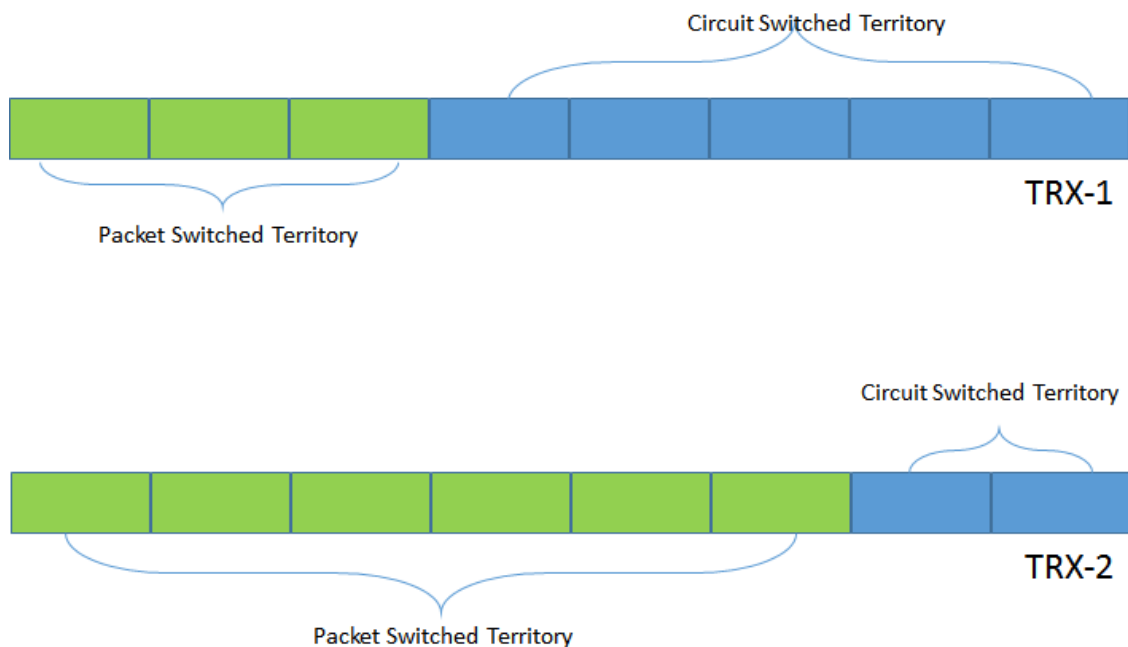 Circuit Switched Territory
TRX-1
Packet Switched Territory
Circuit Switched Territory
TRX-2
Packet Switched Territory